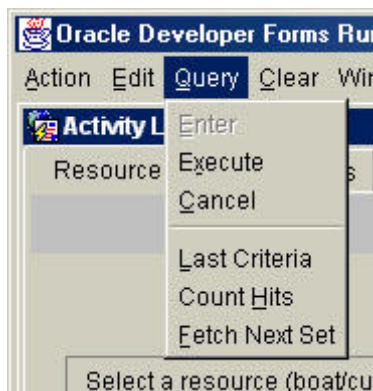 Oracle Developer Forms Ru
Action Edit Query Clear Wi
Activity L
Enter
Resource s
Execute
Cancel
Last Criteria
Count Hits
Fetch Next Set
Select a resource (boat/cu